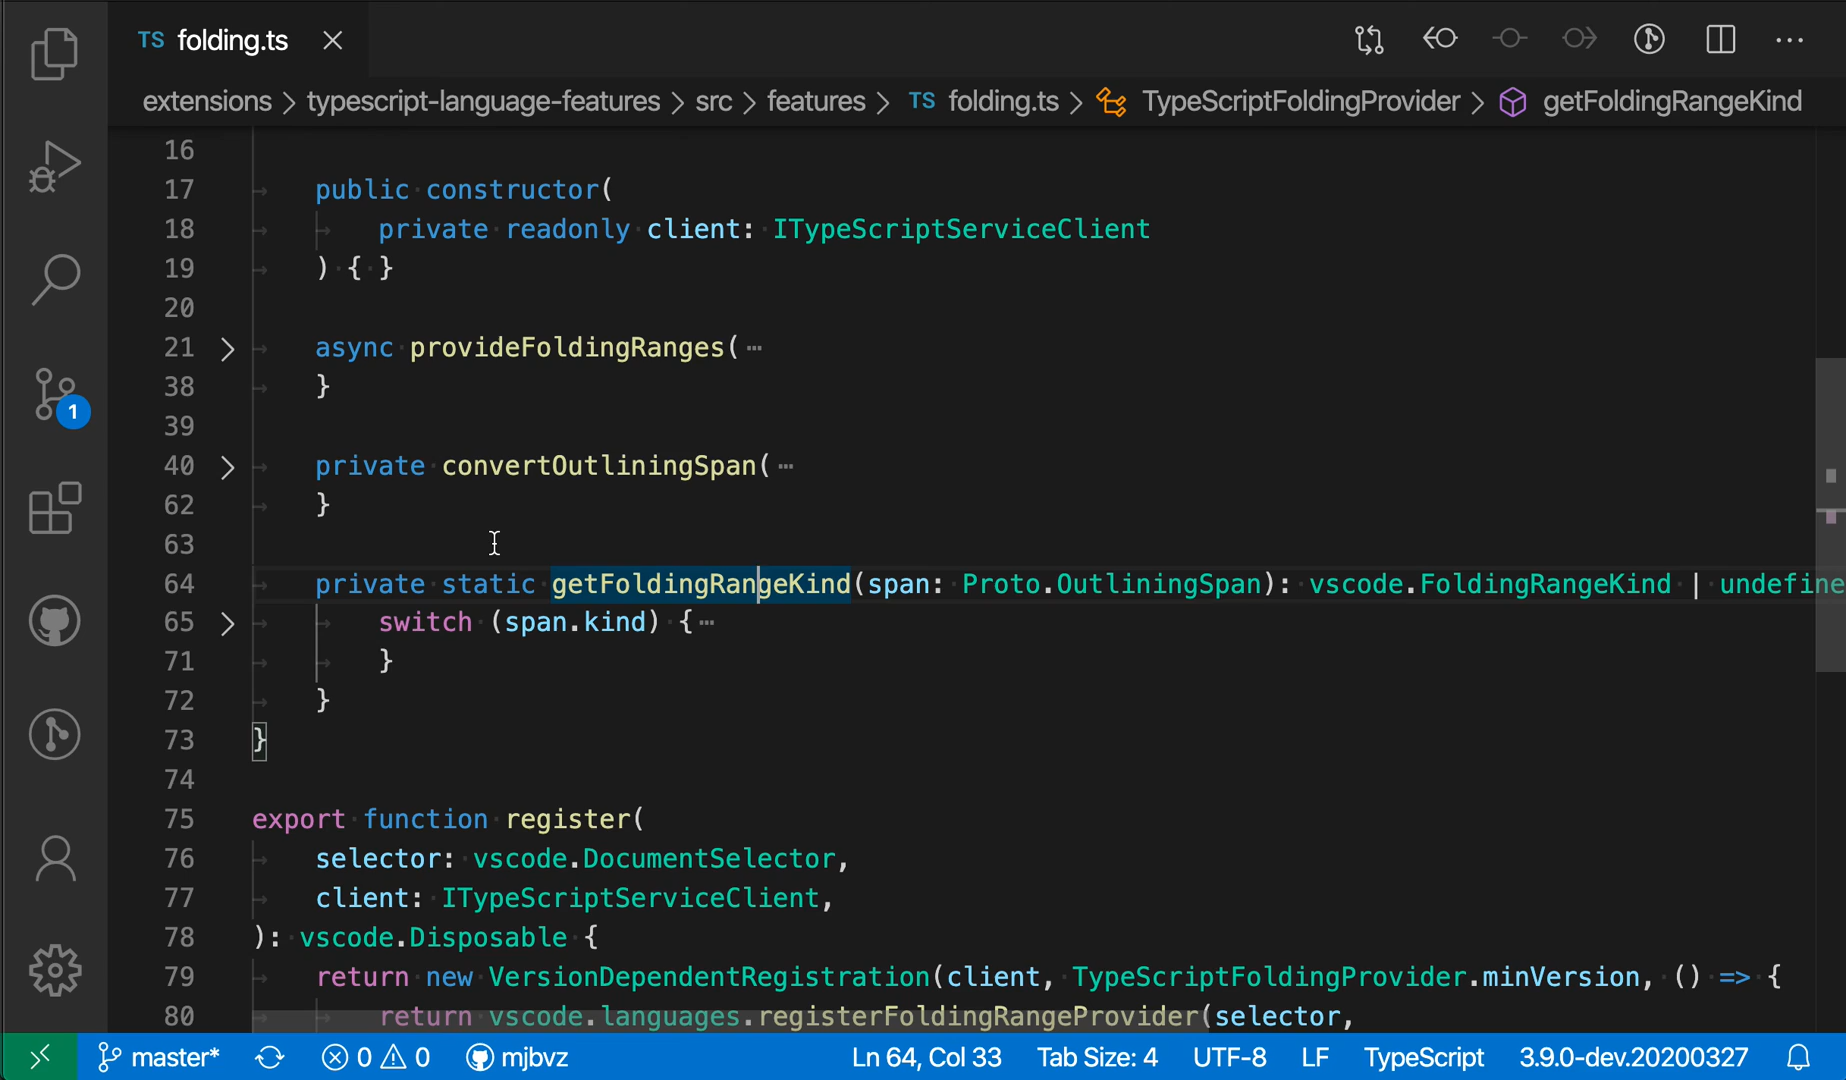 TS folding.ts
extensions > typescript-language-features > src > features > TS folding.ts > TypeScriptFoldingProvider > getFoldingRangeKind
16
17 public constructor(
18 private readonly client: ITypeScriptServiceClient
19 ) { }
20
21 async provideFoldingRanges( ⋯
38 }
39
40 private convertOutliningSpan( ⋯
62 }
63
64 private static getFoldingRangeKind(span: Proto.OutliningSpan): vscode.FoldingRangeKind | undefine
65 switch (span.kind) { ⋯
71 }
72 }
73 }
74
75 export function register(
76 selector: vscode.DocumentSelector,
77 client: ITypeScriptServiceClient,
78 ): vscode.Disposable {
79 return new VersionDependentRegistration(client, TypeScriptFoldingProvider.minVersion, () => {
80 return vscode.languages.registerFoldingRangeProvider(selector,
1
master* 0 0 mjbvz Ln 64, Col 33 Tab Size: 4 UTF-8 LF TypeScript 3.9.0-dev.20200327